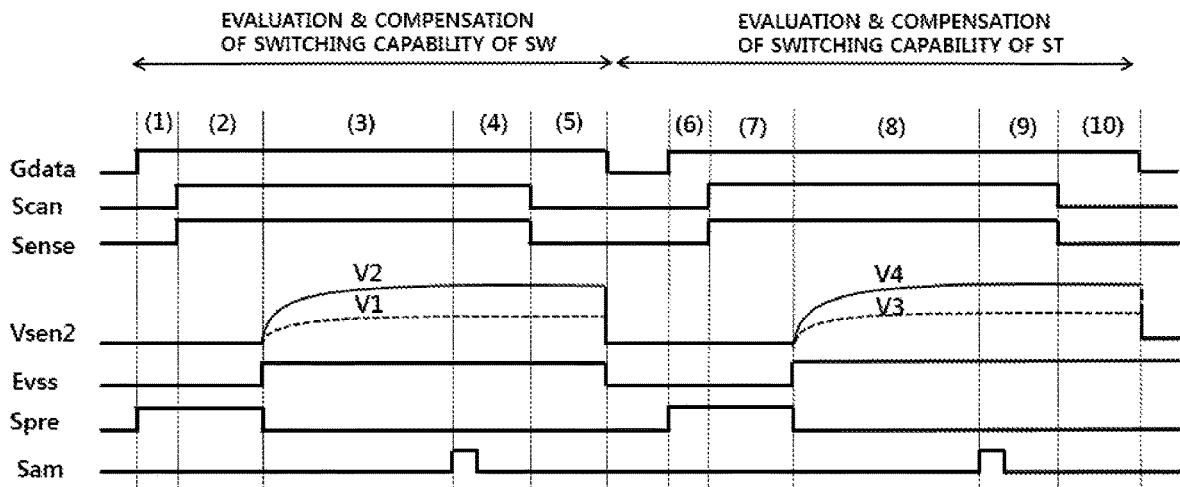 EVALUATION & COMPENSATION
OF SWITCHING CAPABILITY OF SW
EVALUATION & COMPENSATION
OF SWITCHING CAPABILITY OF ST
(1) (2) (3) (4) (5) (6) (7) (8) (9) (10)
Gdata
Scan
Sense
V2 V4
V1 V3
Vsen2
Evss
Spre
Sam